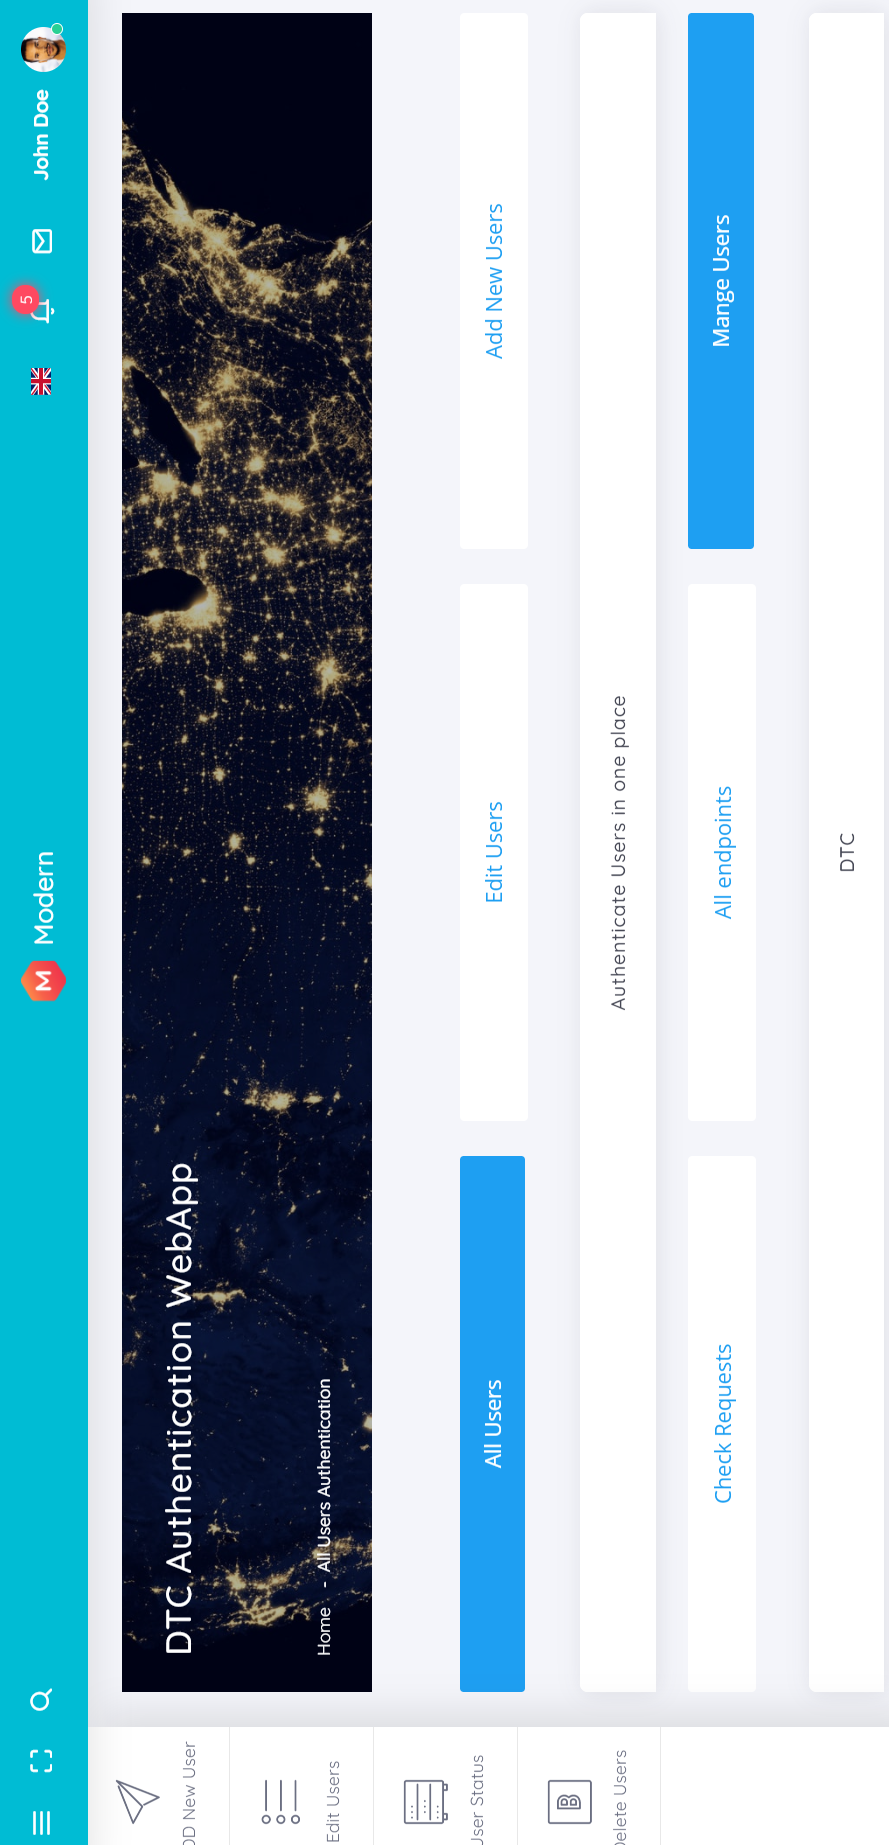 M Modern
5
John Doe
DD New User
Edit Users
User Status
B
Delete Users
DTC Authentication WebApp
Home - All Users Authentication
All Users
Edit Users
Add New Users
Authenticate Users in one place
Check Requests
All endpoints
Mange Users
DTC